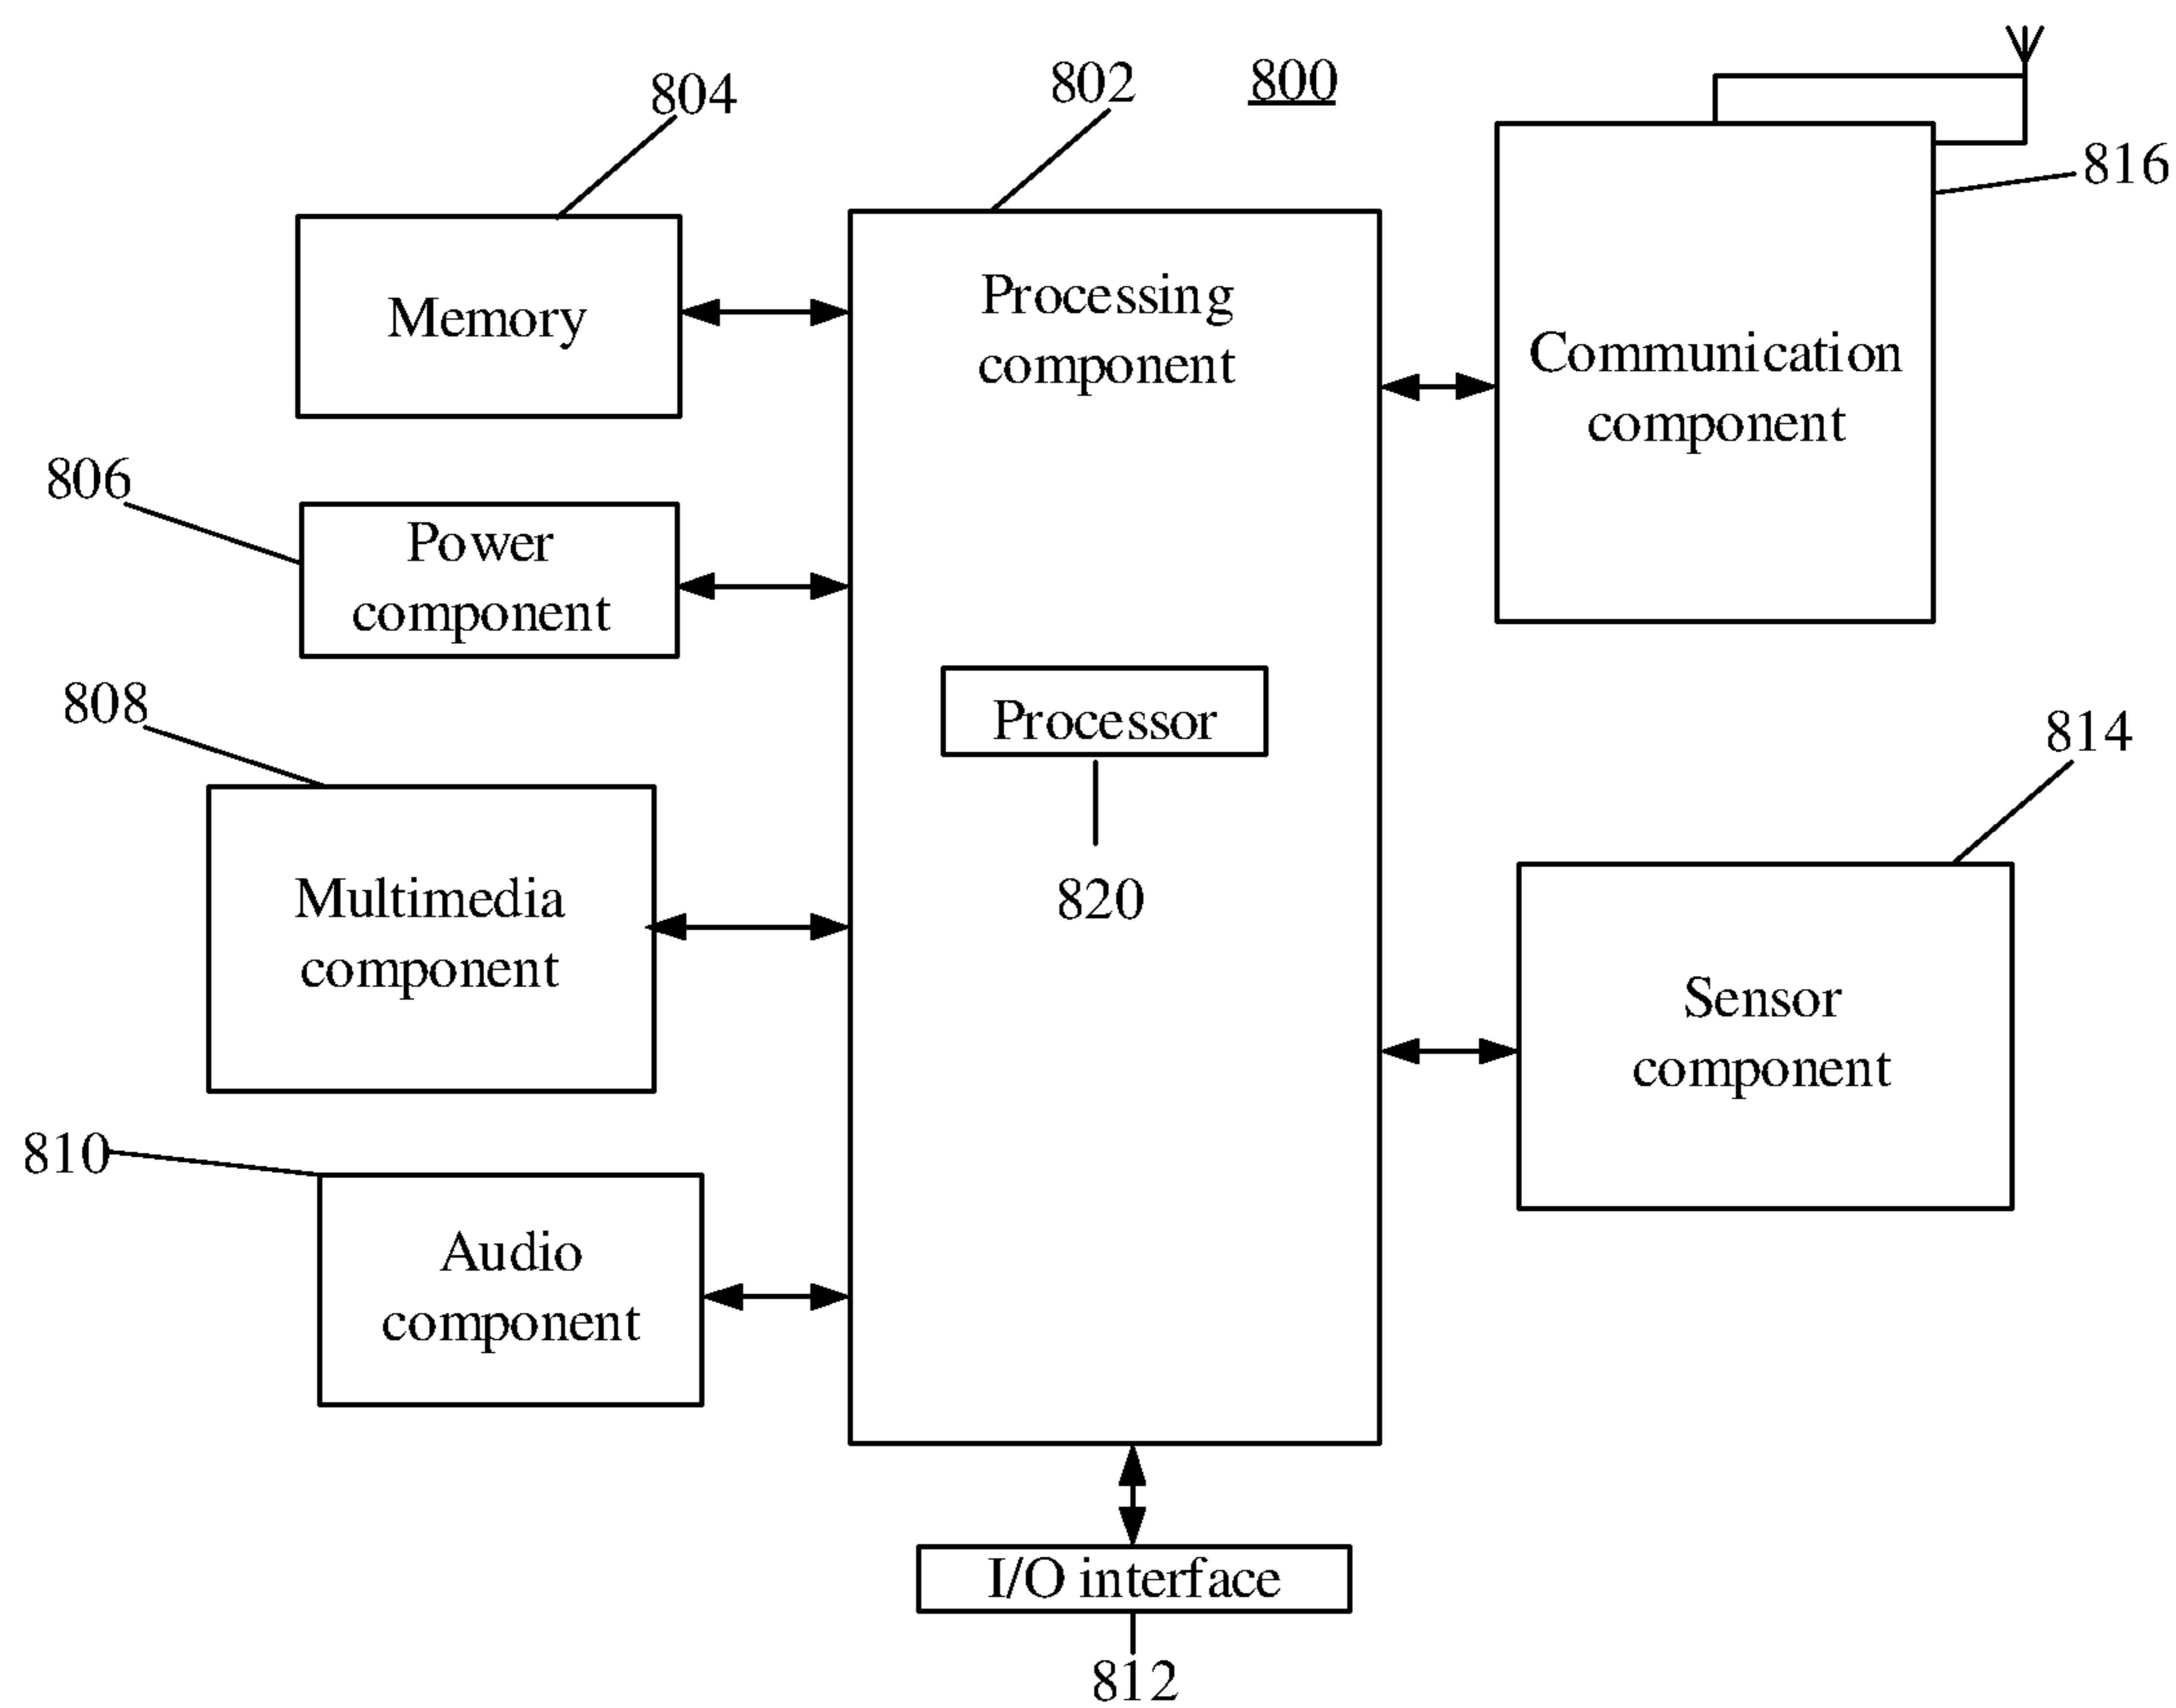 804
802
800
816
Memory
Processing
component
Communication
component
806
Power
component
808
Processor
814
820
Multimedia
component
Sensor
component
810
Audio
component
I/O interface
812